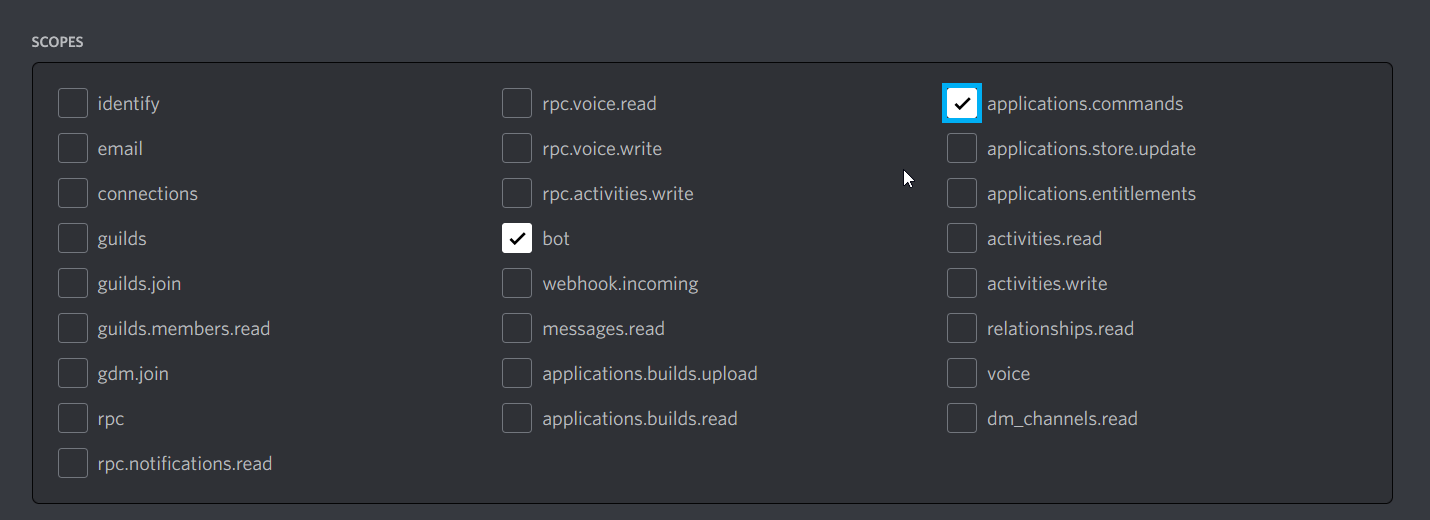 SCOPES
identify
email
connections
guilds
guilds.join
guilds.members.read
gdm.join
rpc
rpc.notifications.read
rpc.voice.read
rpc.voice.write
rpc.activities.write
bot
webhook.incoming
messages.read
applications.builds.upload
applications.builds.read
applications.commands
applications.store.update
applications.entitlements
activities.read
activities.write
relationships.read
voice
dm_channels.read